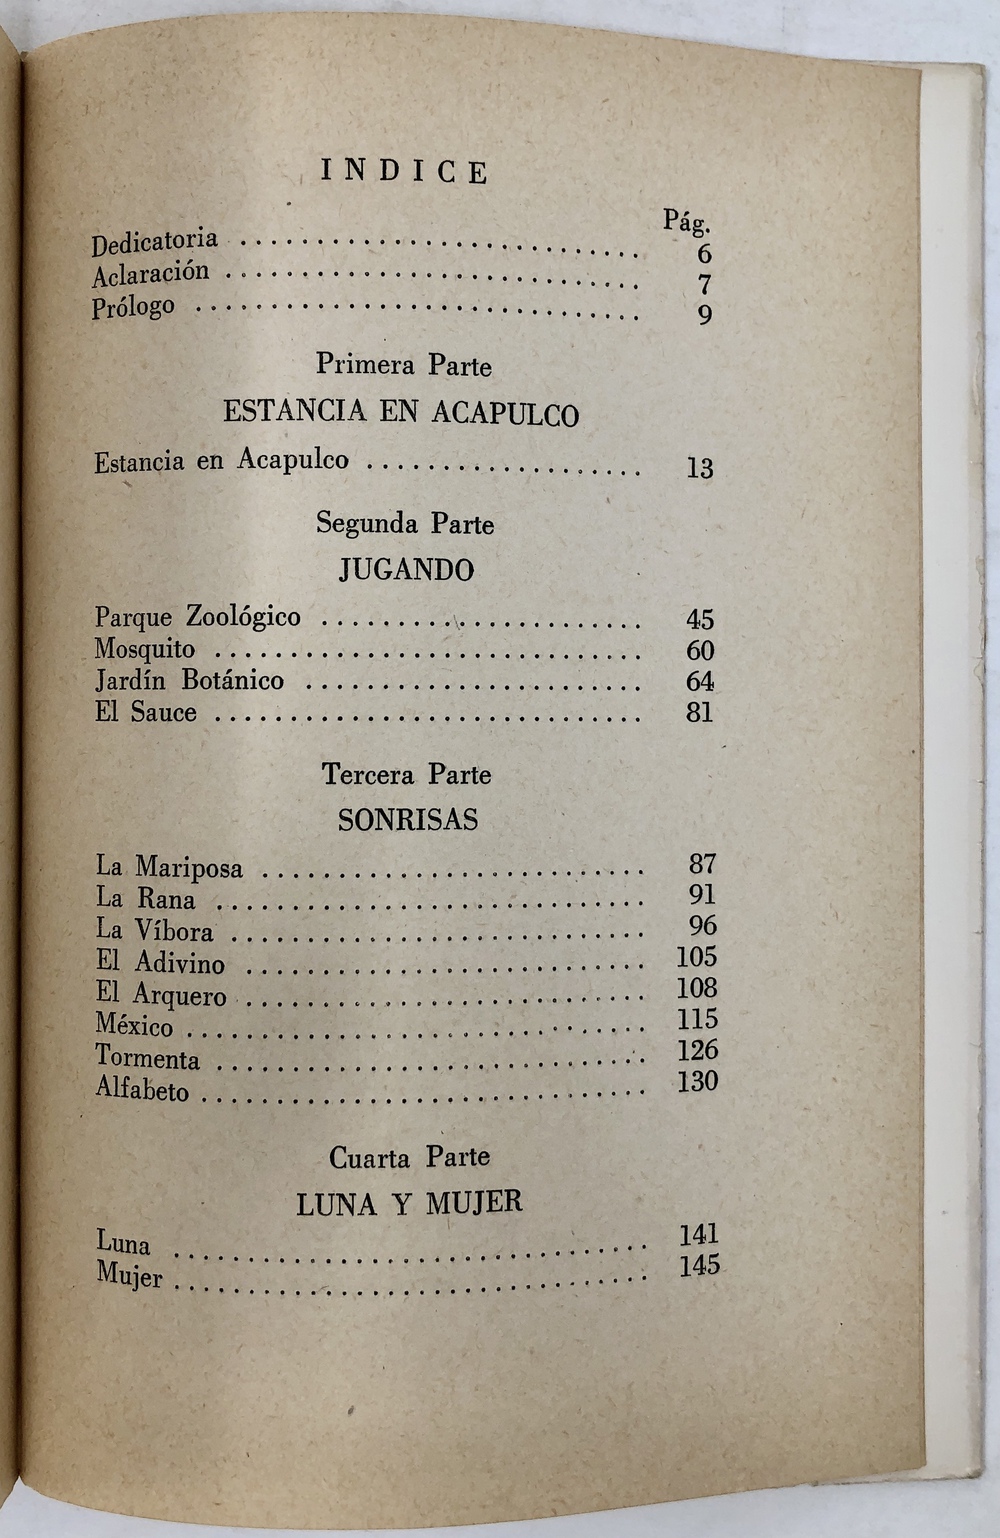 INDICE
Pág.
Dedicatoria ........................... 6
Aclaración ............................ 7
Prólogo .............................. 9
Primera Parte
ESTANCIA EN ACAPULCO
Estancia en Acapulco ................... 13
Segunda Parte
JUGANDO
Parque Zoológico ...................... 45
Mosquito ............................. 60
Jardín Botánico ....................... 64
El Sauce ............................. 81
Tercera Parte
SONRISAS
La Mariposa .......................... 87
La Rana ............................. 91
La Víbora ............................ 96
El Adivino ........................... 105
El Arquero ........................... 108
México ............................... 115
Tormenta ............................. 126
Alfabeto .............................. 130
Cuarta Parte
LUNA Y MUJER
Luna ................................ 141
Mujer ................................ 145